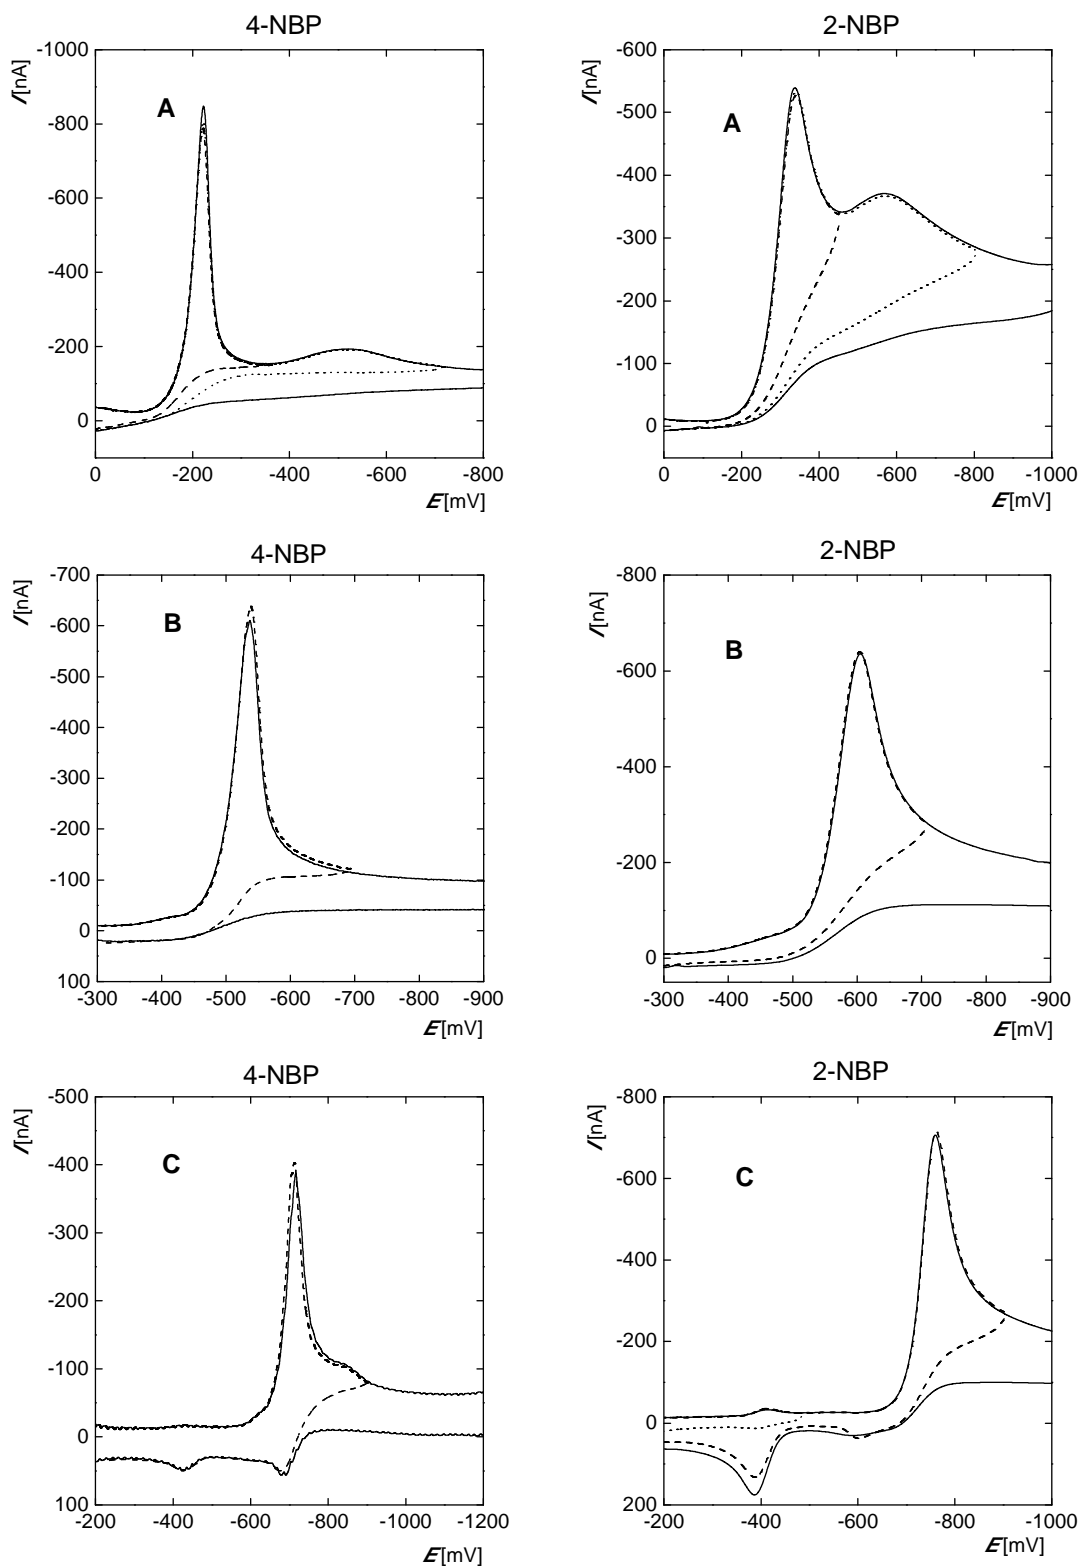 4-NBP
-1000
I[nA]
A
-800
-600
-400
-200
0
0 -200 -400 -600 -800
E[mV]
2-NBP
-600
I[nA]
A
-500
-400
-300
-200
-100
0
0 -200 -400 -600 -800 -1000
E[mV]
4-NBP
-700
I[nA]
B
-600
-500
-400
-300
-200
-100
0
100
-300 -400 -500 -600 -700 -800 -900
E[mV]
2-NBP
-800
I[nA]
B
-600
-400
-200
0
-300 -400 -500 -600 -700 -800 -900
E[mV]
4-NBP
-500
I[nA]
C
-400
-300
-200
-100
0
100
-200 -400 -600 -800 -1000 -1200
E[mV]
2-NBP
-800
I[nA]
C
-600
-400
-200
0
200
-200 -400 -600 -800 -1000
E[mV]